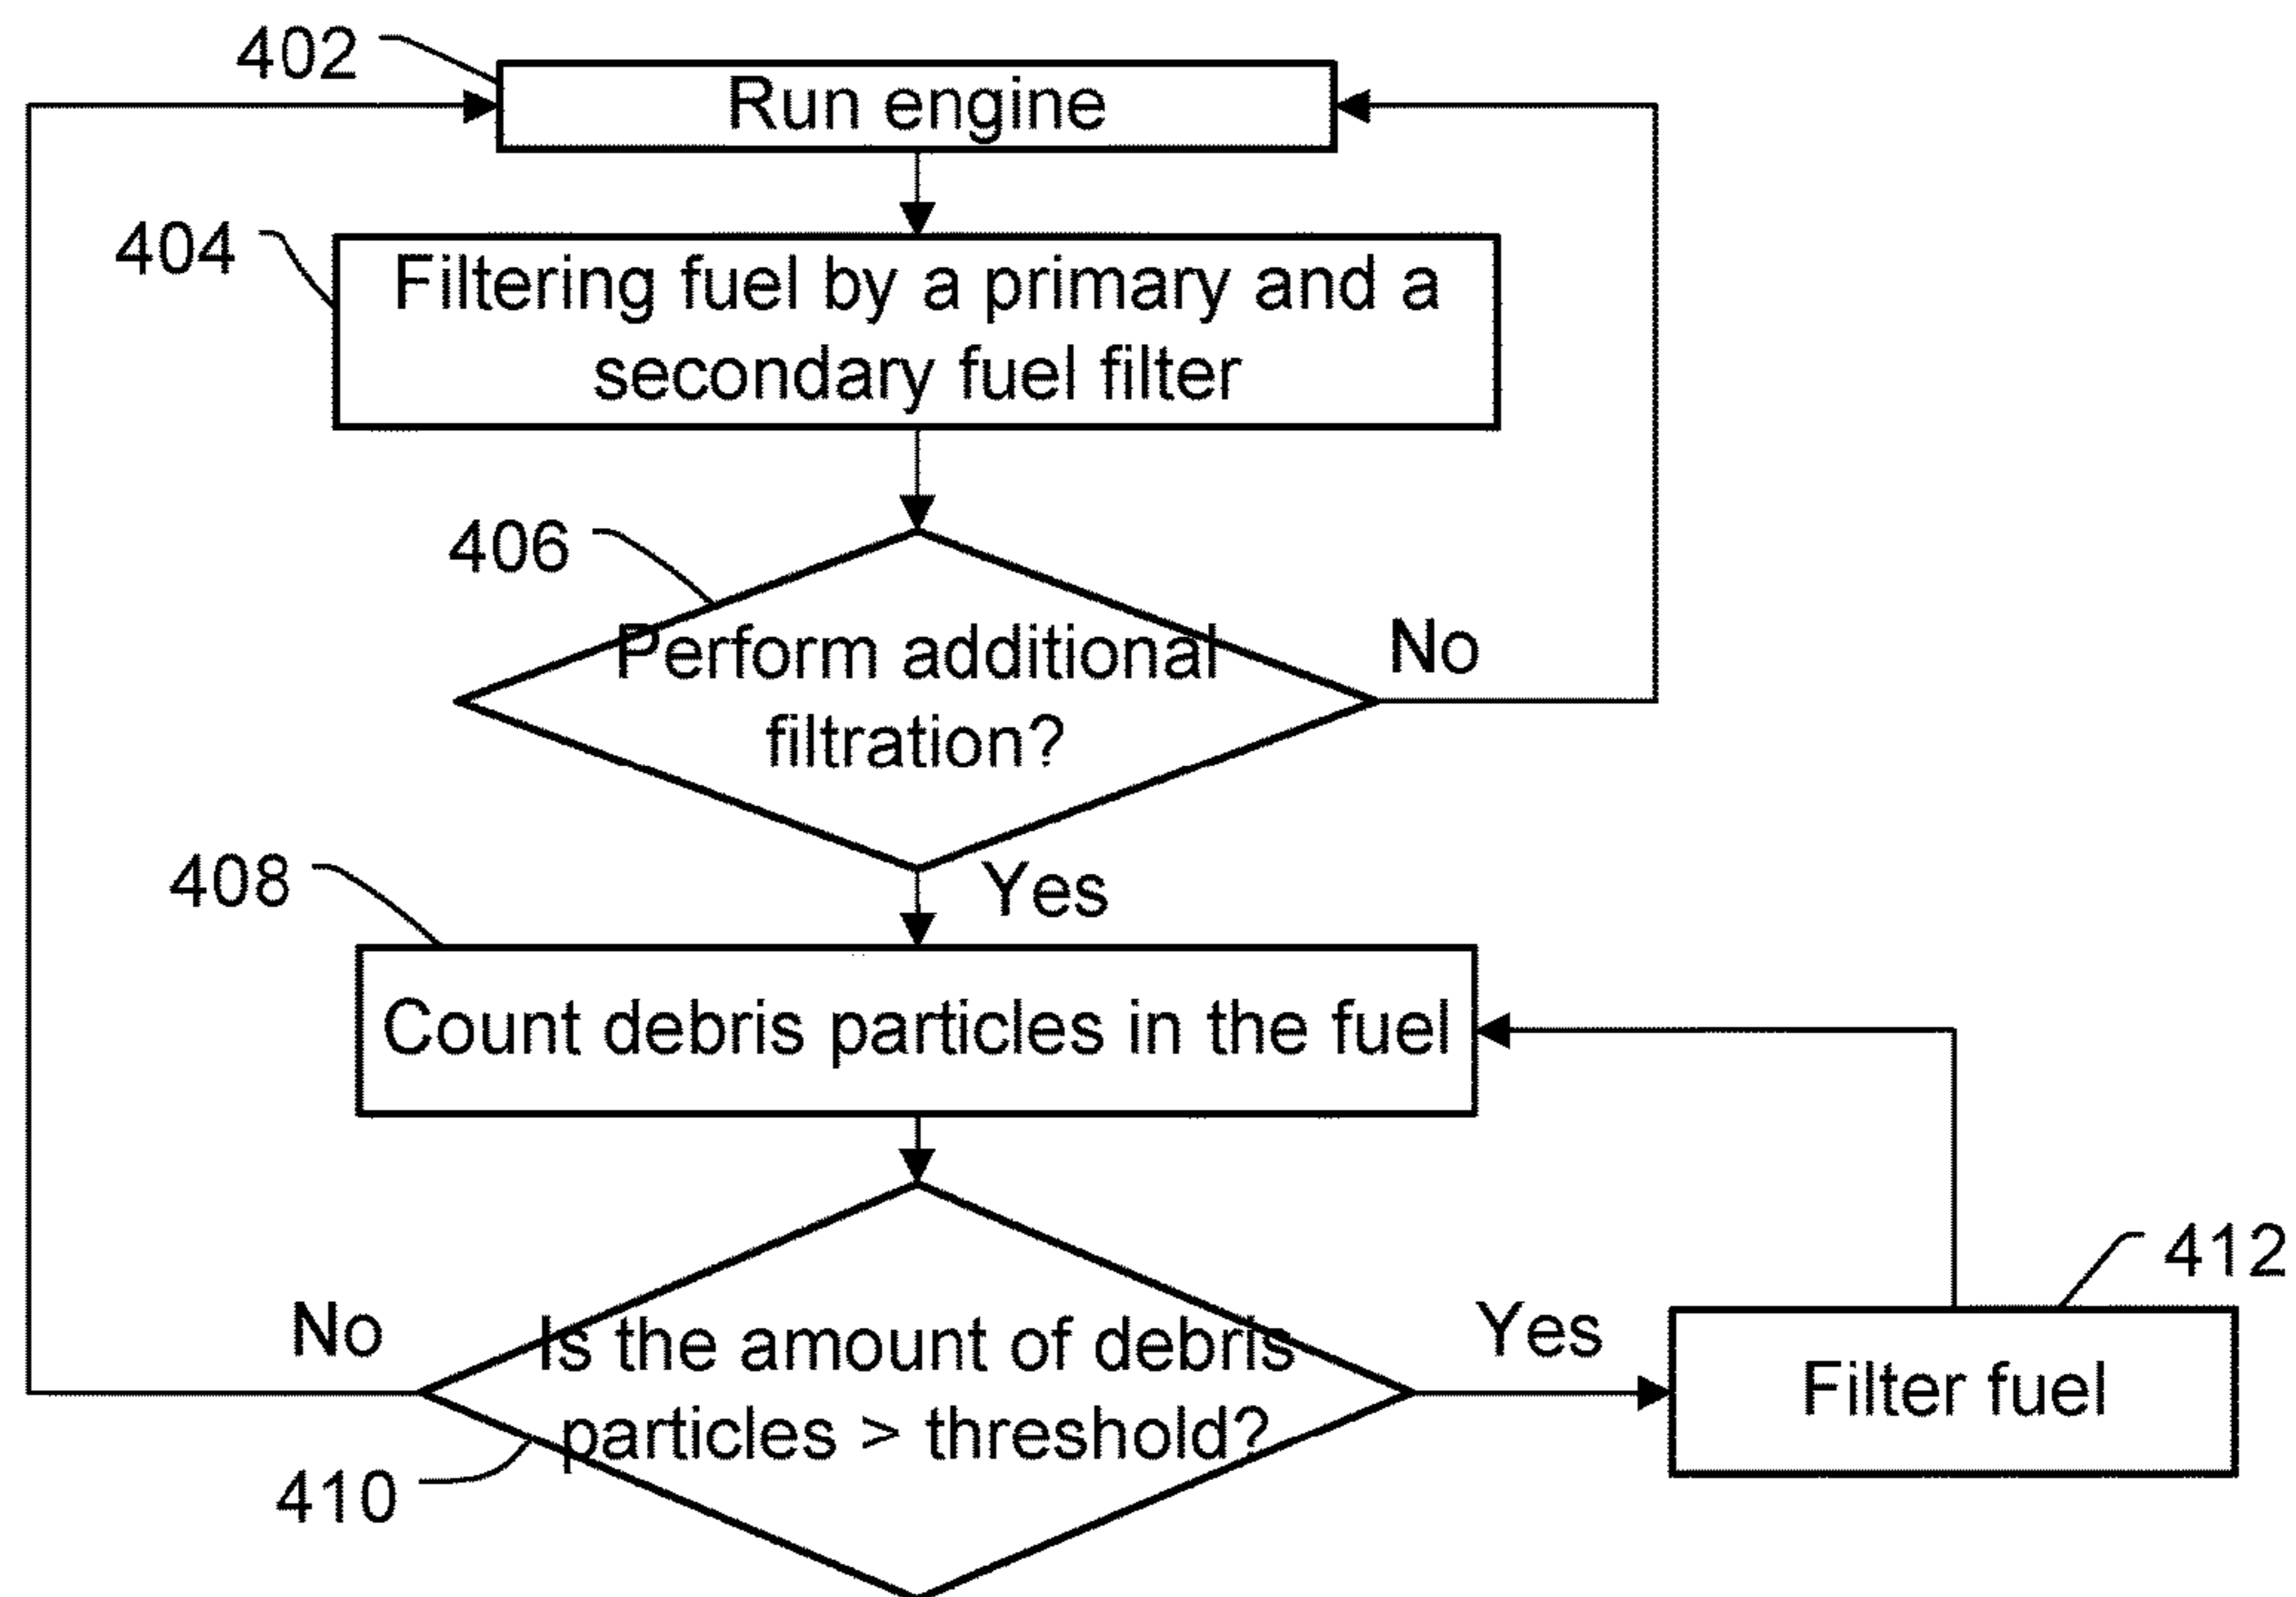 402
Run engine
404
Filtering fuel by a primary and a
secondary fuel filter
406
Perform additional
filtration?
No
Yes
408
Count debris particles in the fuel
No
Is the amount of debris
particles > threshold?
Yes
410
412
Filter fuel